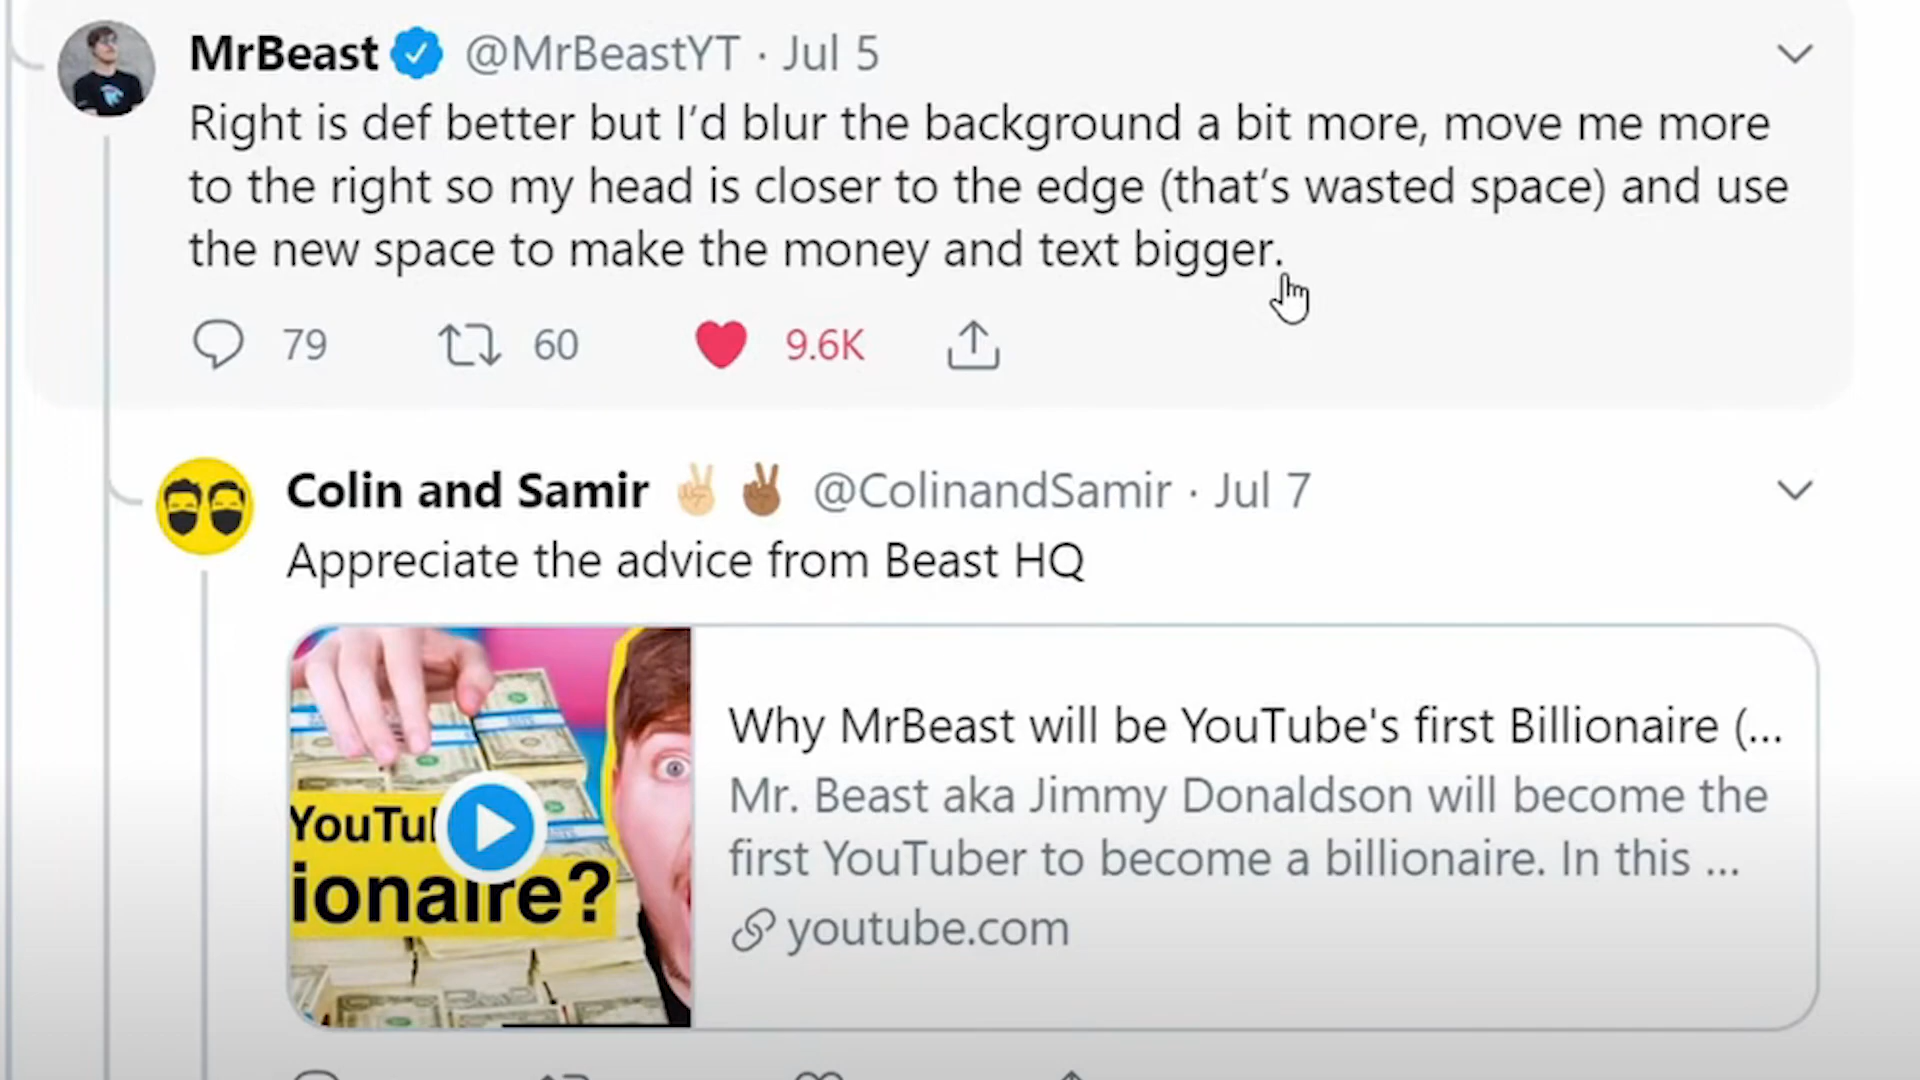 MrBeast @MrBeastYT · Jul 5
Right is def better but I’d blur the background a bit more, move me more
to the right so my head is closer to the edge (that’s wasted space) and use
the new space to make the money and text bigger.
79 60 9.6K
Colin and Samir ✌🏼 ✌🏾 @ColinandSamir · Jul 7
Appreciate the advice from Beast HQ
YouTu
ionaire?
Why MrBeast will be YouTube's first Billionaire (...
Mr. Beast aka Jimmy Donaldson will become the
first YouTuber to become a billionaire. In this ...
youtube.com